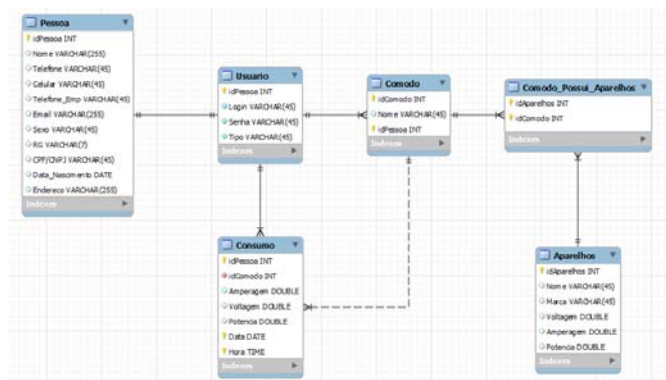 Pessoa
idPessoa INT
Nome VARCHAR(255)
Telefone VARCHAR(45)
Celular VARCHAR(45)
Telefone_Emp VARCHAR(45)
Email VARCHAR(255)
Sexo VARCHAR(45)
RG VARCHAR(7)
CPF/CNPJ VARCHAR(45)
Data_Nascimento DATE
Endereco VARCHAR(255)
Indexes
Usuario
idPessoa INT
Login VARCHAR(45)
Senha VARCHAR(45)
Tipo VARCHAR(45)
Indexes
Comodo
idComodo INT
Nome VARCHAR(45)
idPessoa INT
Indexes
Comodo_Possui_Aparelhos
idAparelhos INT
idComodo INT
Indexes
Consumo
idPessoa INT
idComodo INT
Amperagem DOUBLE
Voltagem DOUBLE
Potencia DOUBLE
Data DATE
Hora TIME
Indexes
Aparelhos
idAparelhos INT
Nome VARCHAR(45)
Marca VARCHAR(45)
Voltagem DOUBLE
Amperagem DOUBLE
Potencia DOUBLE
Indexes